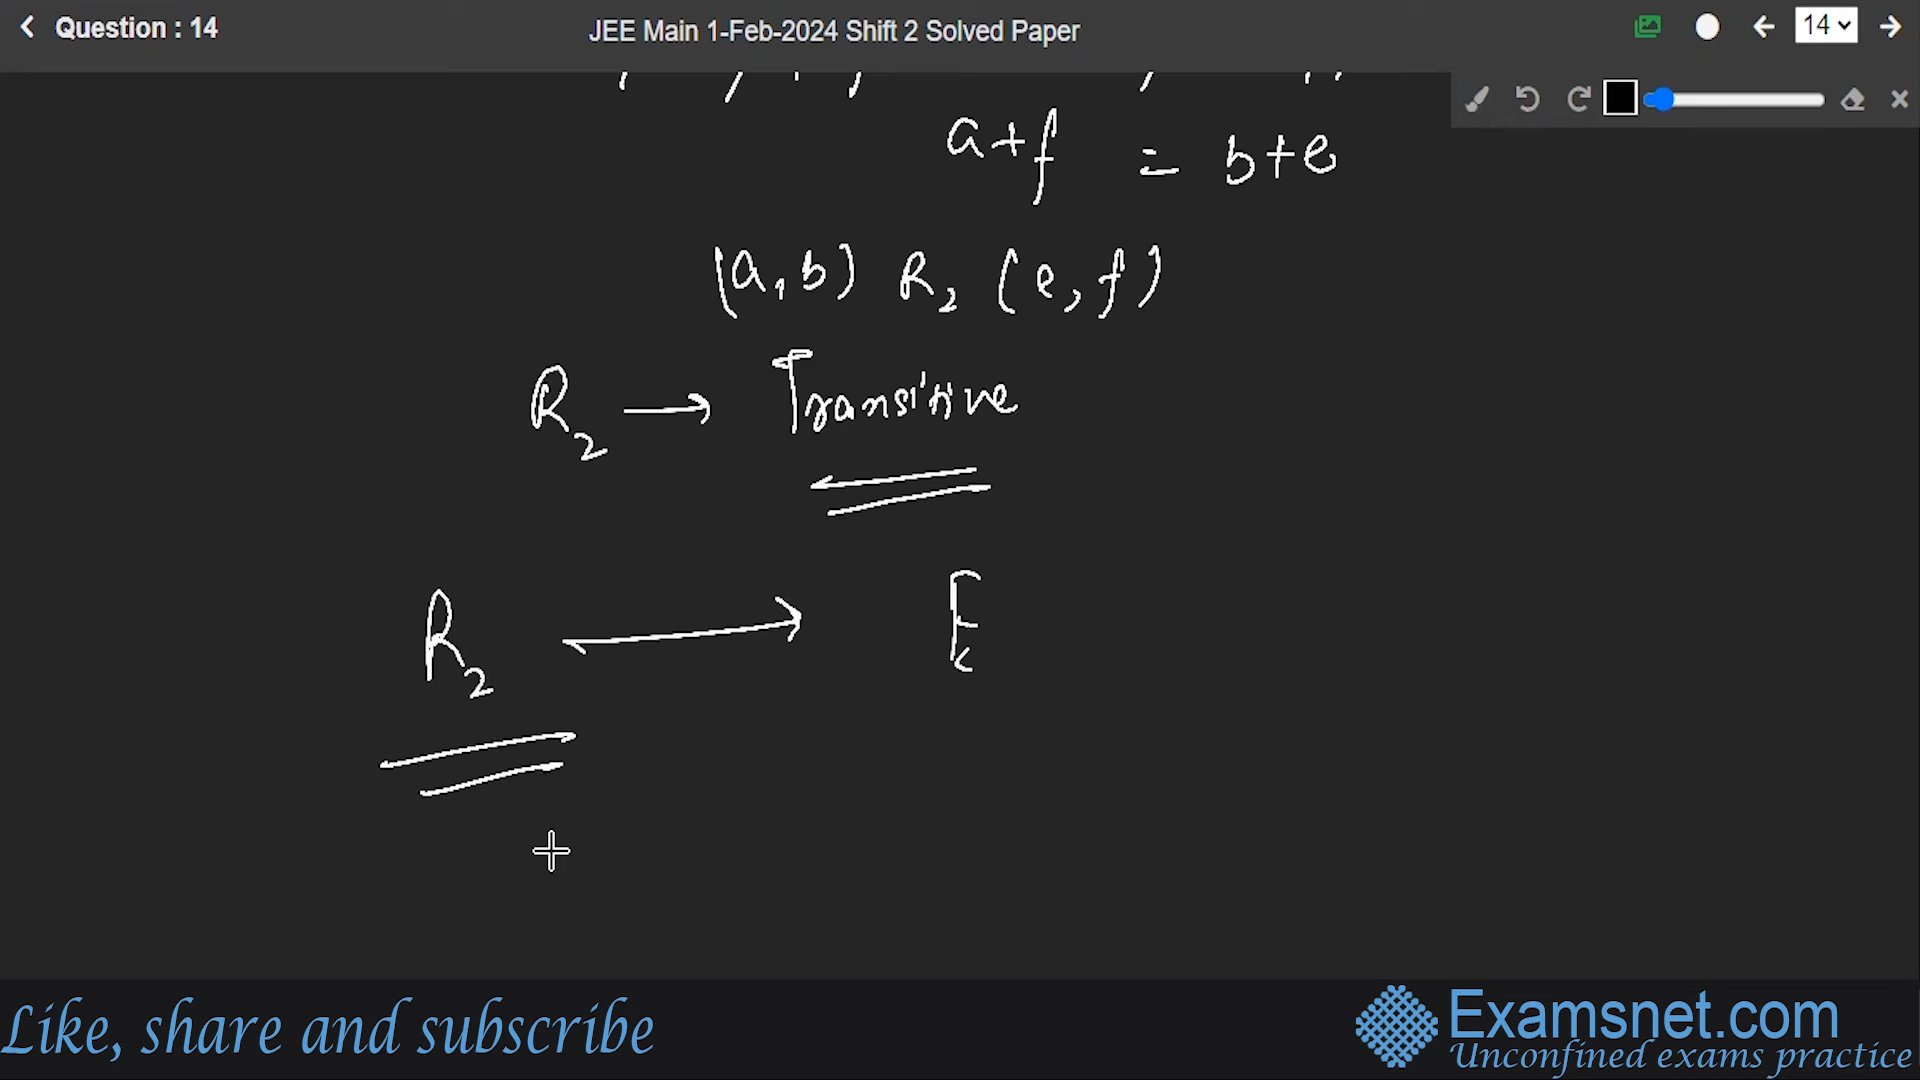 Question : 14
JEE Main 1-Feb-2024 Shift 2 Solved Paper
14
a+f = b+e
(a,b) R2 (e,f)
R2 → Transitive
R2 → E
Like, share and subscribe
Examsnet.com
Unconfined exams practice